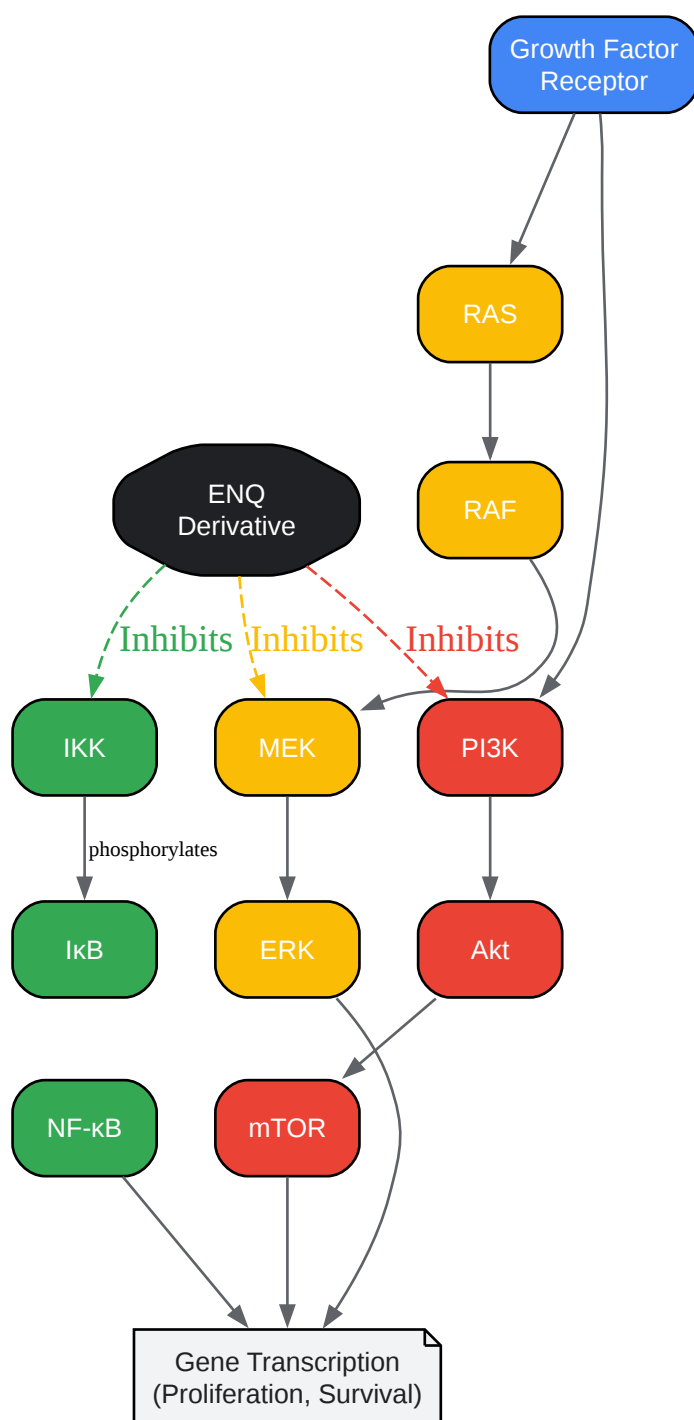 Growth Factor
Receptor
RAS
RAF
ENQ
Derivative
Inhibits
Inhibits
Inhibits
IKK
MEK
PI3K
phosphorylates
IκB
ERK
Akt
NF-κB
mTOR
Gene Transcription
(Proliferation, Survival)